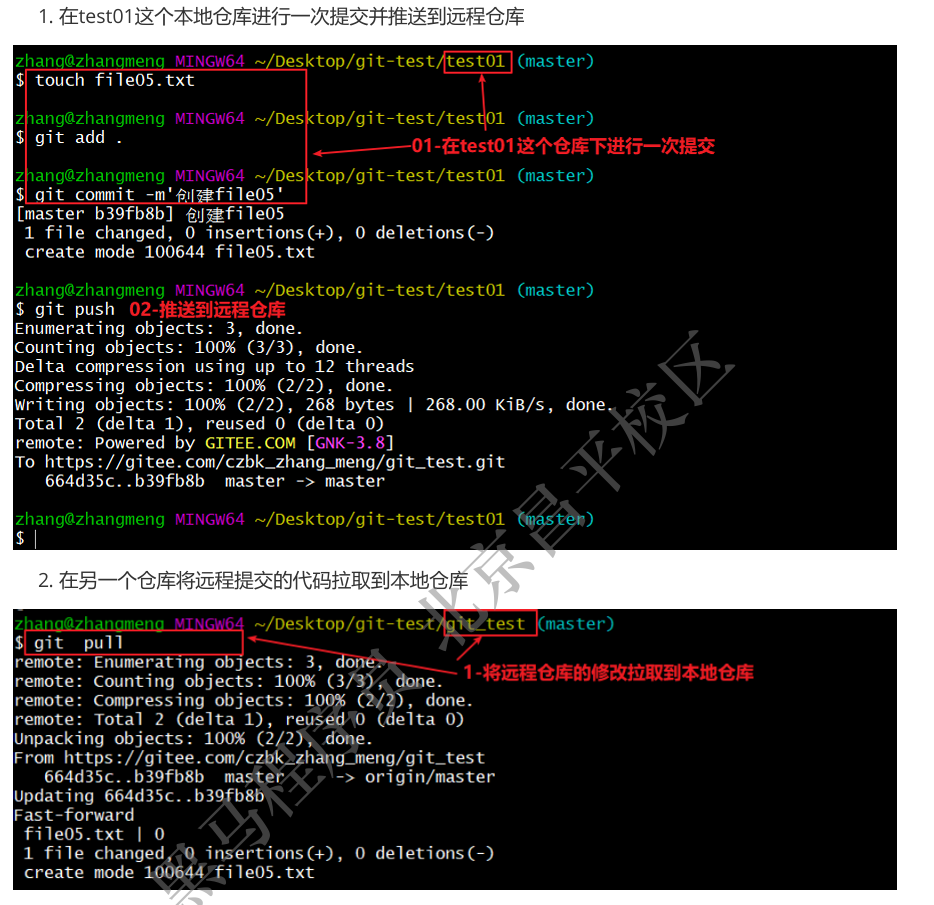 1. 在test01这个本地仓库进行一次提交并推送到远程仓库
zhang@zhangmeng MINGW64 ~/Desktop/git-test/test01 (master)
$ touch file05.txt
zhang@zhangmeng MINGW64 ~/Desktop/git-test/test01 (master)
$ git add .
01-在test01这个仓库下进行一次提交
zhang@zhangmeng MINGW64 ~/Desktop/git-test/test01 (master)
$ git commit -m'创建file05'
[master b39fb8b] 创建file05
1 file changed, 0 insertions(+), 0 deletions(-)
create mode 100644 file05.txt
zhang@zhangmeng MINGW64 ~/Desktop/git-test/test01 (master)
$ git push 02-推送到远程仓库
Enumerating objects: 3, done.
Counting objects: 100% (3/3), done.
Delta compression using up to 12 threads
Compressing objects: 100% (2/2), done.
Writing objects: 100% (2/2), 268 bytes | 268.00 KiB/s, done.
Total 2 (delta 1), reused 0 (delta 0)
remote: Powered by GITEE.COM [GNK-3.8]
To https://gitee.com/czbk_zhang_meng/git_test.git
664d35c..b39fb8b master -> master
zhang@zhangmeng MINGW64 ~/Desktop/git-test/test01 (master)
$
2. 在另一个仓库将远程提交的代码拉取到本地仓库
zhang@zhangmeng MINGW64 ~/Desktop/git-test/git_test (master)
$ git pull
remote: Enumerating objects: 3, done.
1-将远程仓库的修改拉取到本地仓库
remote: Counting objects: 100% (3/3), done.
remote: Compressing objects: 100% (2/2), done.
remote: Total 2 (delta 1), reused 0 (delta 0)
Unpacking objects: 100% (2/2), done.
From https://gitee.com/czbk_zhang_meng/git_test
664d35c..b39fb8b master -> origin/master
Updating 664d35c..b39fb8b
Fast-forward
file05.txt | 0
1 file changed, 0 insertions(+), 0 deletions(-)
create mode 100644 file05.txt
黑马程序员 北京昌平校区